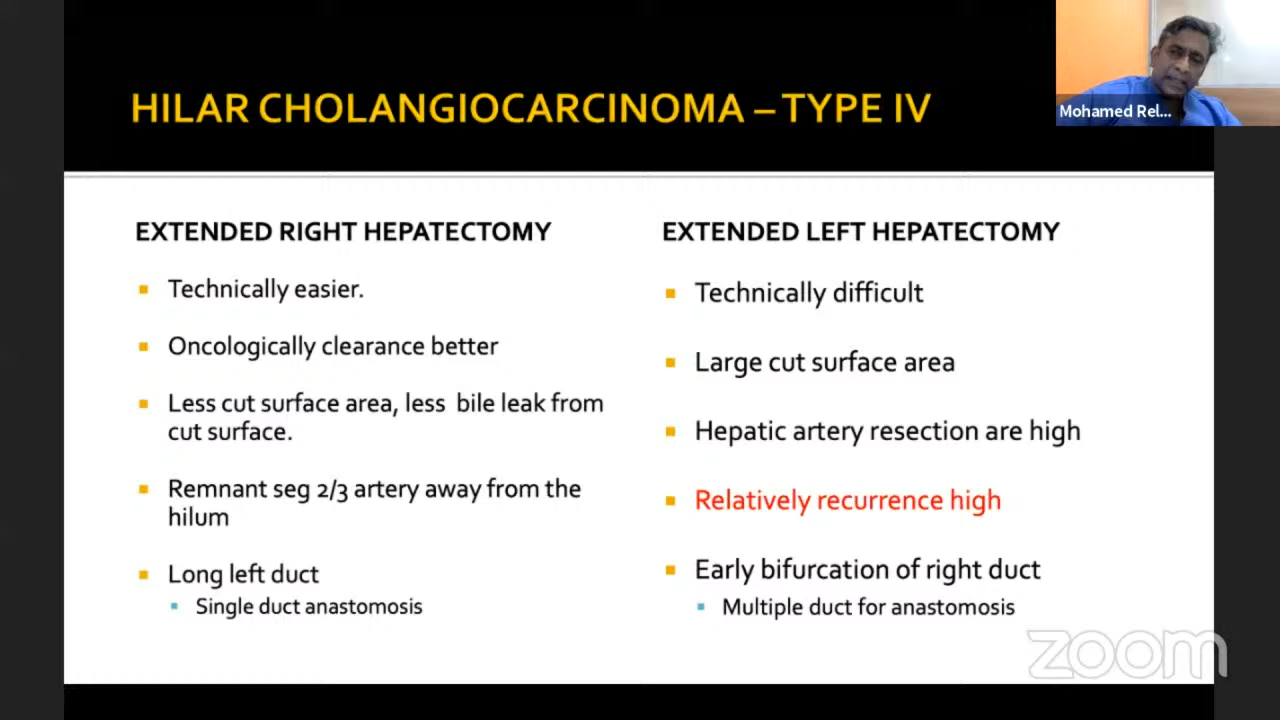 HILAR CHOLANGIOCARCINOMA – TYPE IV
Mohamed Rel...
EXTENDED RIGHT HEPATECTOMY
Technically easier.
Oncologically clearance better
Less cut surface area, less bile leak from
cut surface.
Remnant seg 2/3 artery away from the
hilum
Long left duct
Single duct anastomosis
EXTENDED LEFT HEPATECTOMY
Technically difficult
Large cut surface area
Hepatic artery resection are high
Relatively recurrence high
Early bifurcation of right duct
Multiple duct for anastomosis
zoom